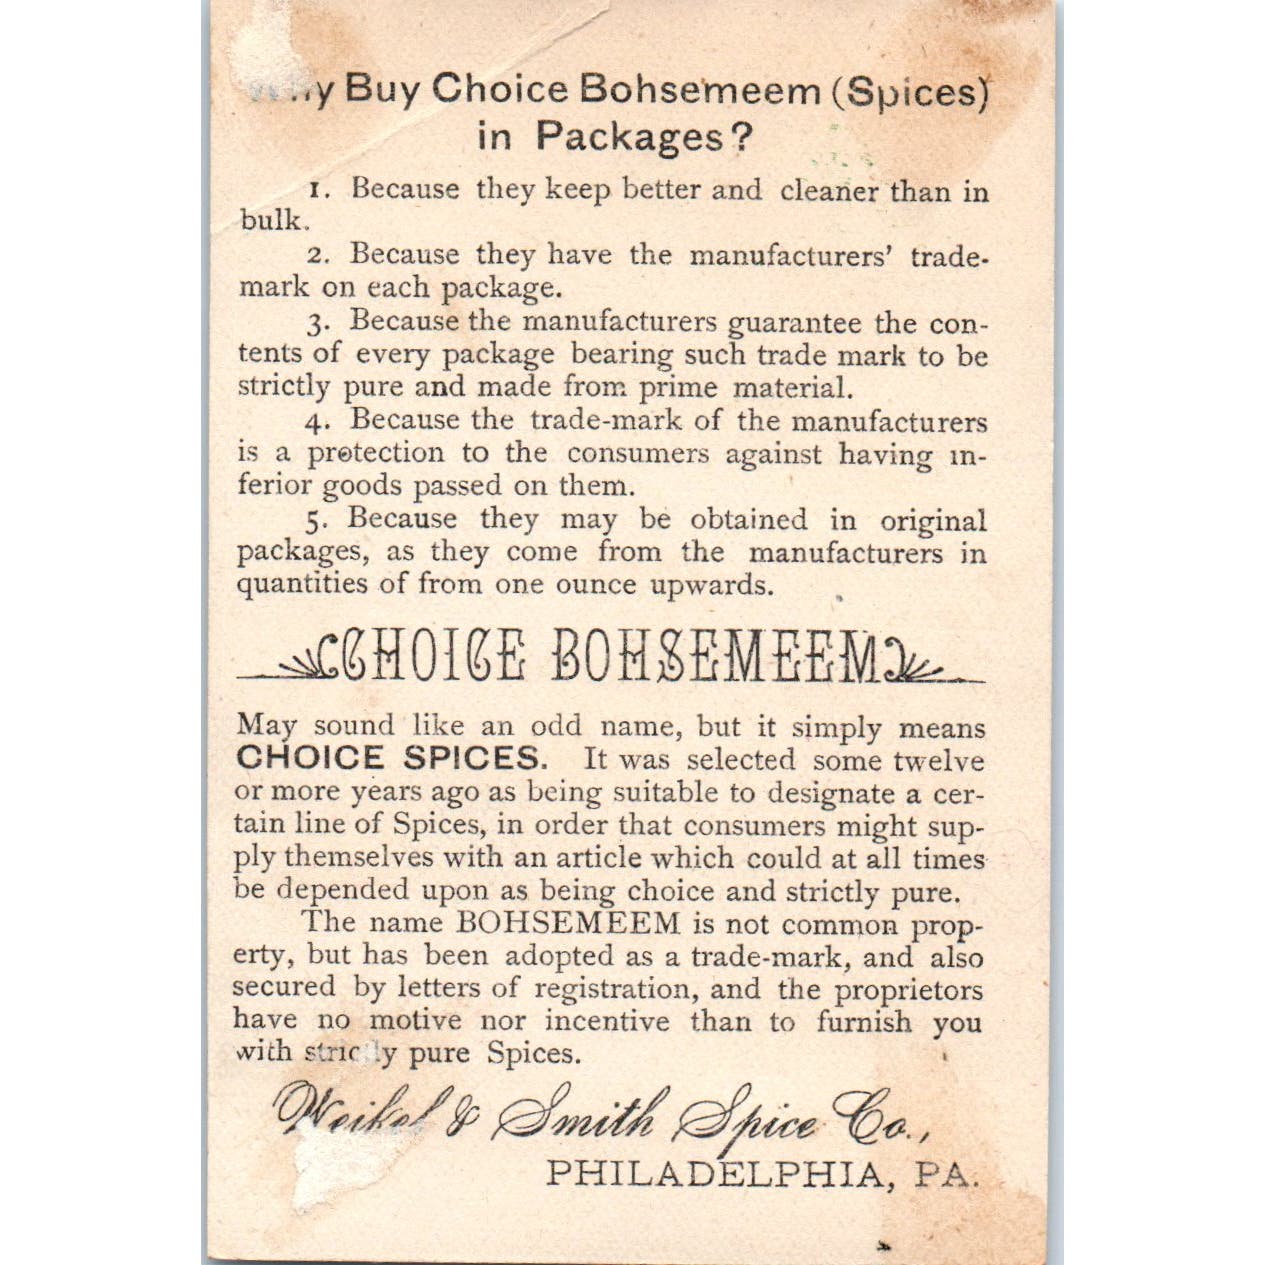 Why Buy Choice Bohsemeem (Spices)
in Packages?
1. Because they keep better and cleaner than in
bulk.
2. Because they have the manufacturers' trade-
mark on each package.
3. Because the manufacturers guarantee the con-
tents of every package bearing such trade mark to be
strictly pure and made from prime material.
4. Because the trade-mark of the manufacturers
is a protection to the consumers against having in-
ferior goods passed on them.
5. Because they may be obtained in original
packages, as they come from the manufacturers in
quantities of from one ounce upwards.
CHOICE BOHSEMEEM
May sound like an odd name, but it simply means
CHOICE SPICES. It was selected some twelve
or more years ago as being suitable to designate a cer-
tain line of Spices, in order that consumers might sup-
ply themselves with an article which could at all times
be depended upon as being choice and strictly pure.
The name BOHSEMEEM is not common prop-
erty, but has been adopted as a trade-mark, and also
secured by letters of registration, and the proprietors
have no motive nor incentive than to furnish you
with strictly pure Spices.
Weikel & Smith Spice Co.,
PHILADELPHIA, PA.